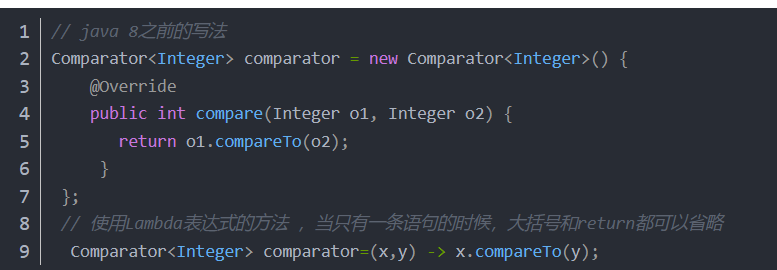 1 // java 8之前的写法
2 Comparator<Integer> comparator = new Comparator<Integer>() {
3     @Override
4     public int compare(Integer o1, Integer o2) {
5        return o1.compareTo(o2);
6      }
7  };
8  // 使用Lambda表达式的方法 ，当只有一条语句的时候，大括号和return都可以省略
9   Comparator<Integer> comparator=(x,y) -> x.compareTo(y);